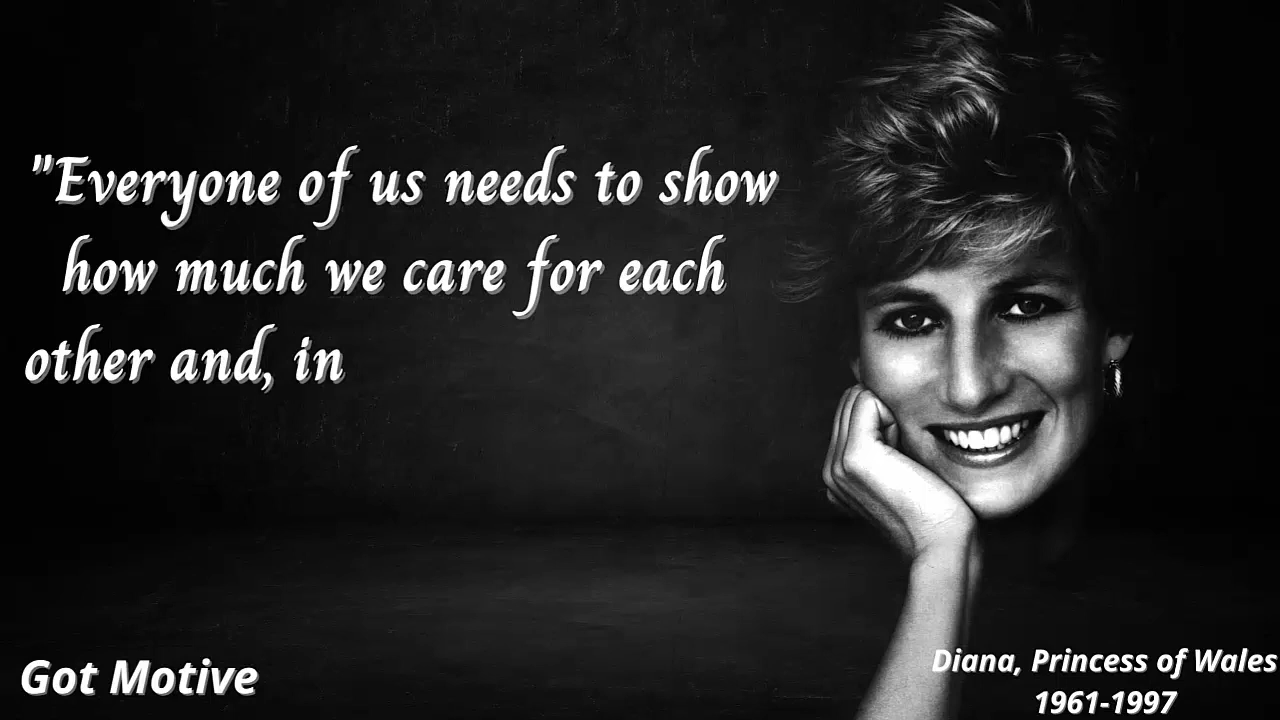 "Everyone of us needs to show
how much we care for each
other and, in
Got Motive
Diana, Princess of Wales
1961-1997